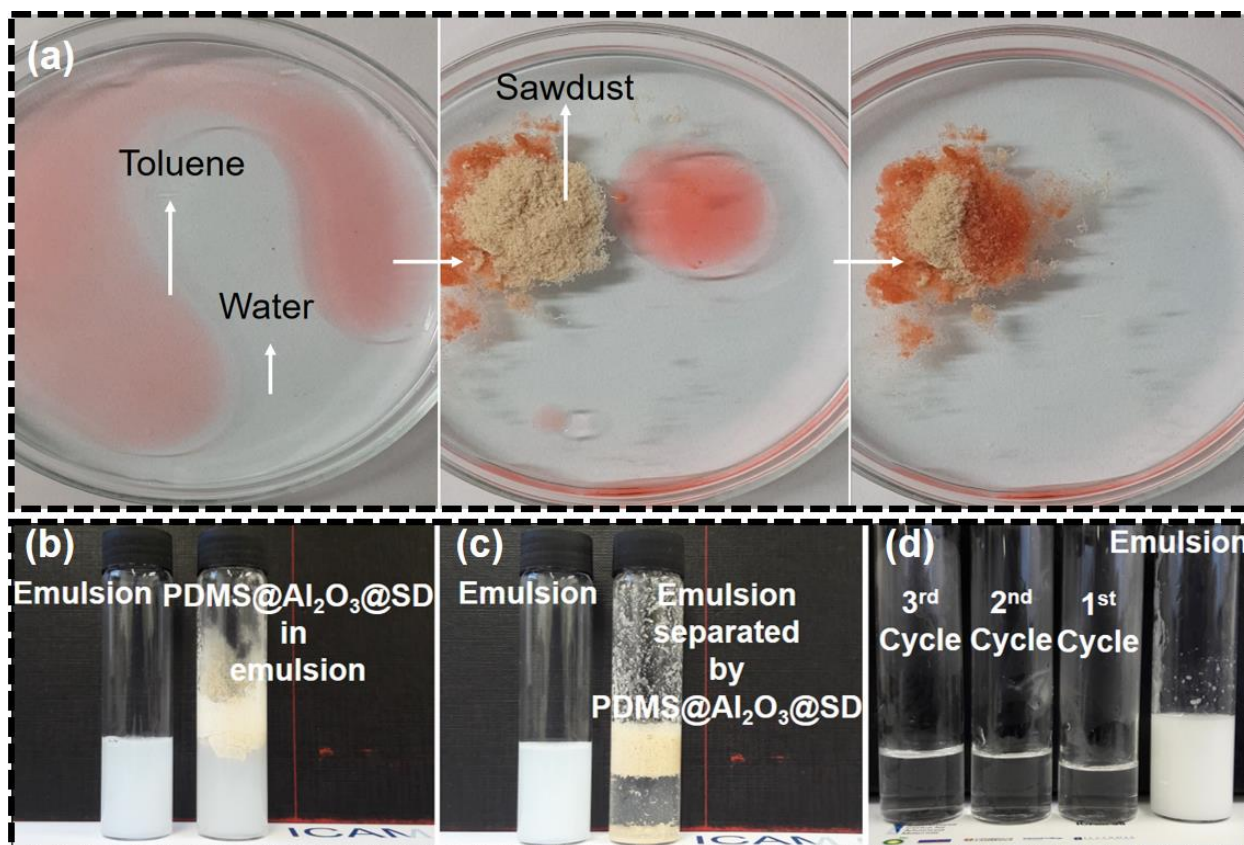 (a)
Toluene
Water
Sawdust
(b)
Emulsion
PDMS@Al₂O₃@SD
in
emulsion
ICAM
(c)
Emulsion
Emulsion
separated
by
PDMS@Al₂O₃@SD
ICAM
(d)
3rd
Cycle
2nd
Cycle
1st
Cycle
Emulsion